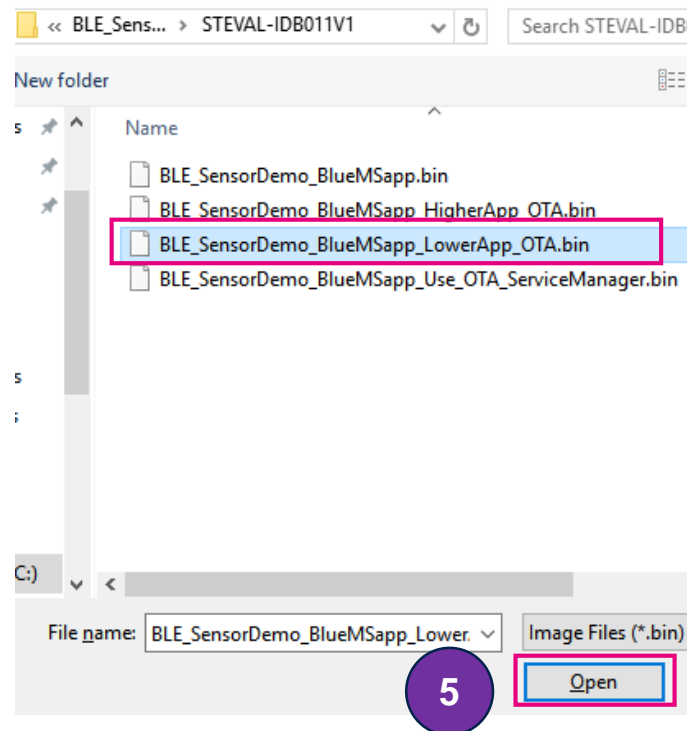 « BLE_Sens... > STEVAL-IDB011V1
Search STEVAL-IDB
New folder
s
Name
BLE_SensorDemo_BlueMSapp.bin
BLE_SensorDemo_BlueMSapp_HigherApp_OTA.bin
BLE_SensorDemo_BlueMSapp_LowerApp_OTA.bin
BLE_SensorDemo_BlueMSapp_Use_OTA_ServiceManager.bin
s
C:)
File name: BLE_SensorDemo_BlueMSapp_Lower.
Image Files (*.bin)
5
Open